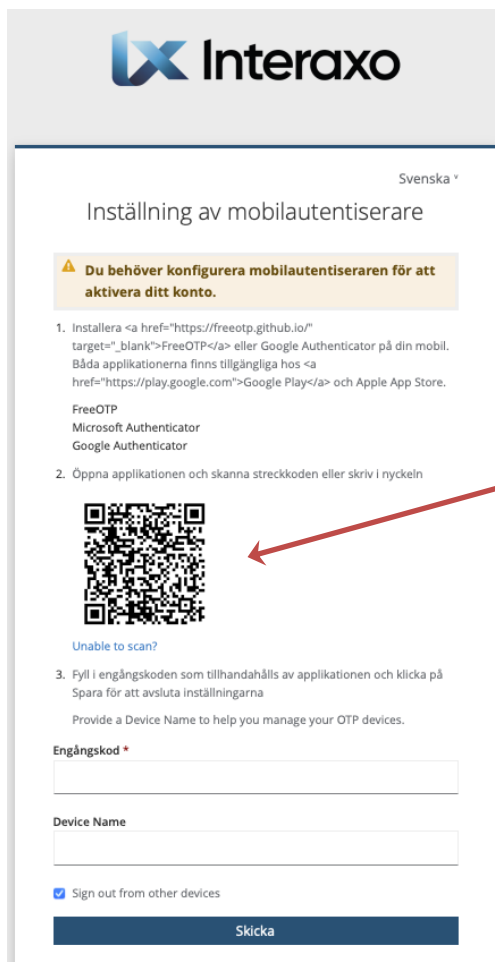 Interaxo
Svenska
Inställning av mobilautentiserare
Du behöver konfigurera mobilautentiseraren för att
aktivera ditt konto.
1. Installera <a href="https://freeotp.github.io/"
target="_blank">FreeOTP</a> eller Google Authenticator på din mobil.
Båda applikationerna finns tillgängliga hos <a
href="https://play.google.com">Google Play</a> och Apple App Store.
FreeOTP
Microsoft Authenticator
Google Authenticator
2. Öppna applikationen och skanna streckkoden eller skriv i nyckeln
Unable to scan?
3. Fyll i engångskoden som tillhandahålls av applikationen och klicka på
Spara för att avsluta inställningarna
Provide a Device Name to help you manage your OTP devices.
Engångskod *
Device Name
Sign out from other devices
Skicka